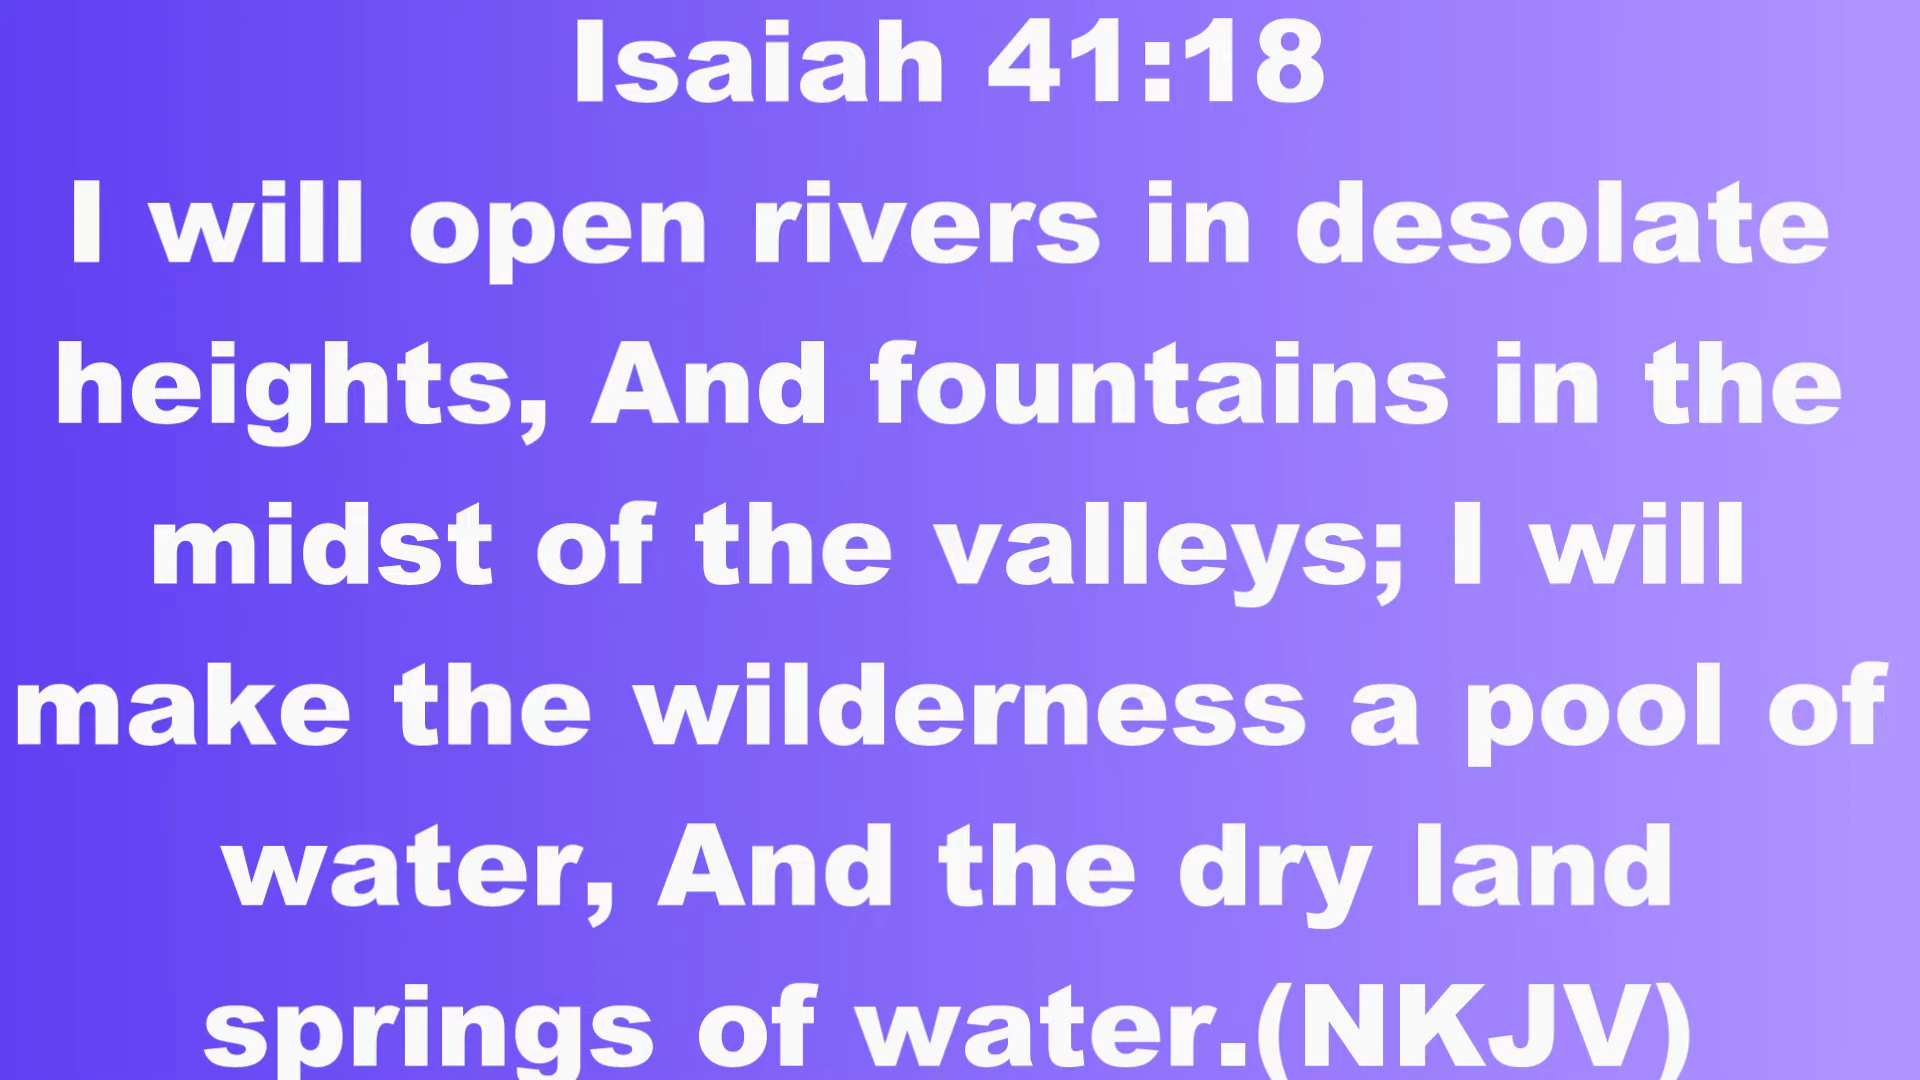 Isaiah 41:18
I will open rivers in desolate
heights, And fountains in the
midst of the valleys; I will
make the wilderness a pool of
water, And the dry land
springs of water.(NKJV)